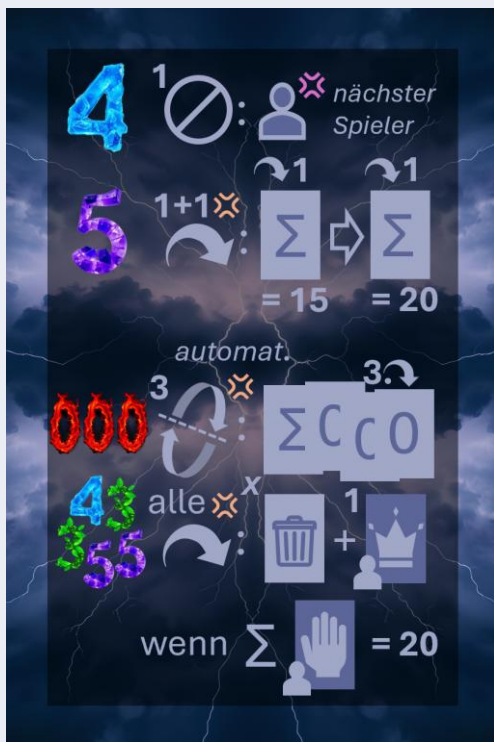 4 1 : nächster
Spieler
1 1
5 1+1 : Σ Σ
= 15 = 20
automat.
3 3.
000 : Σ C C O
4 3 alle x 1
3 5 5 : +
wenn Σ = 20